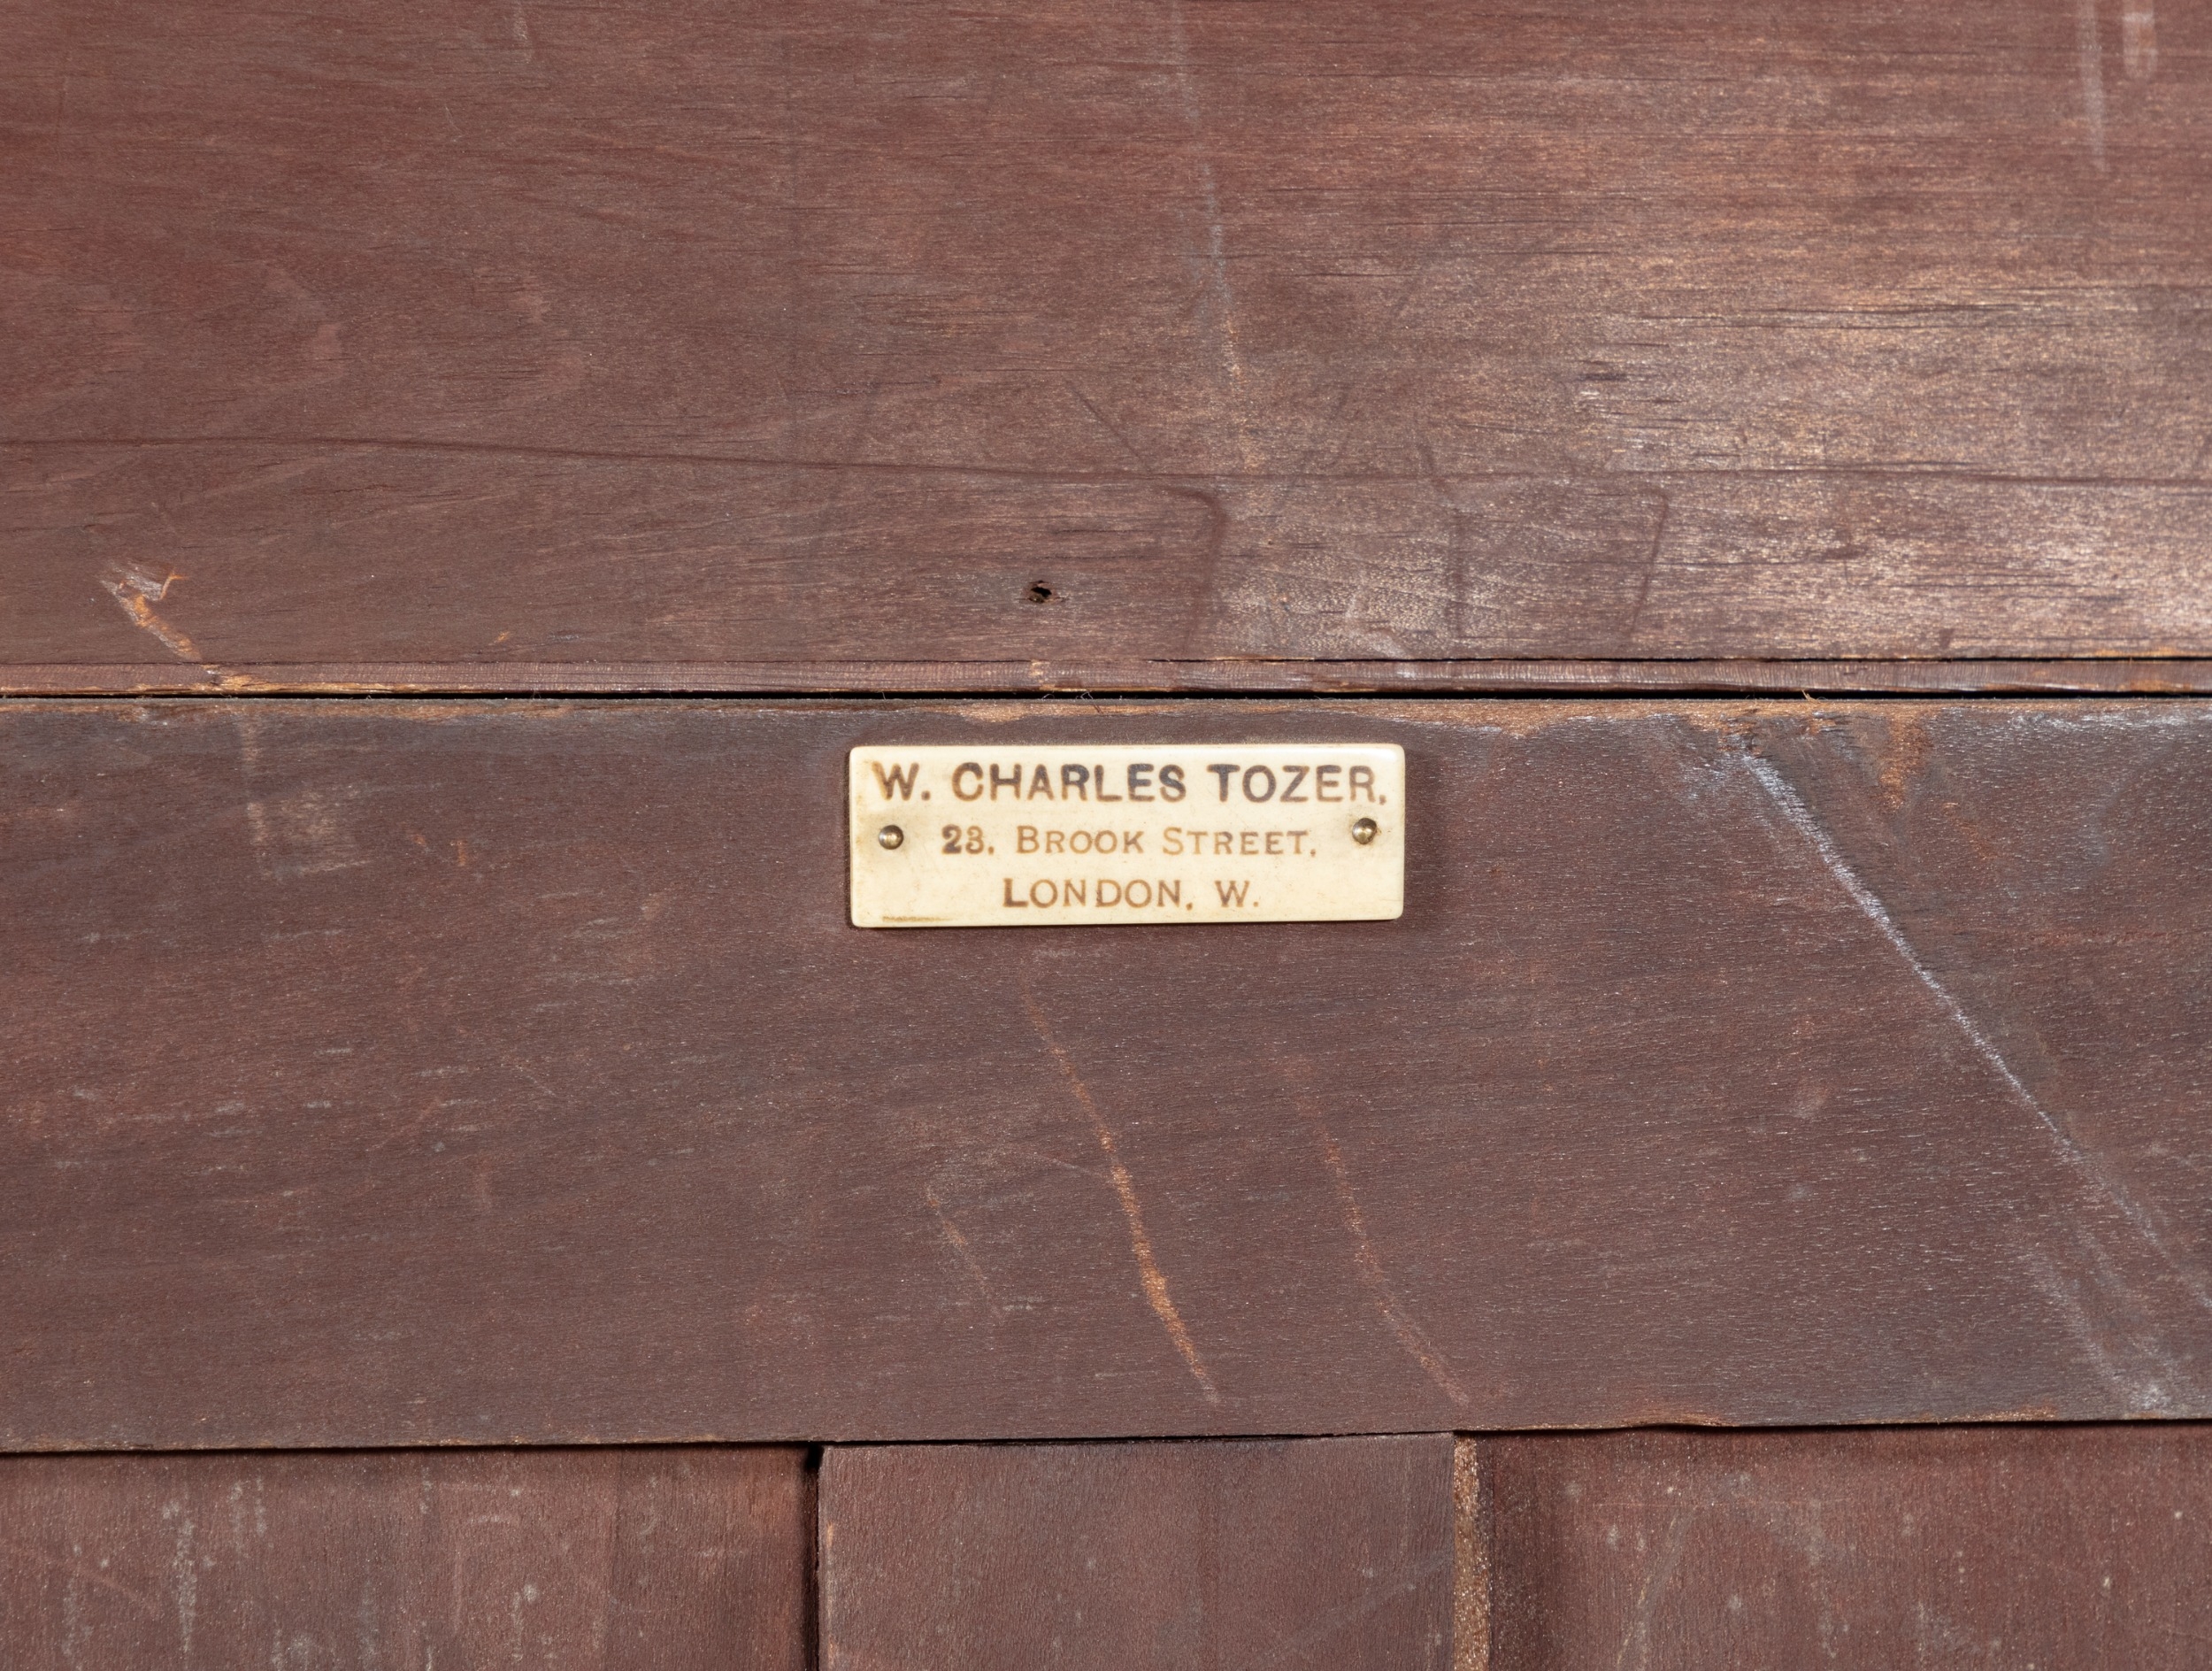 W. CHARLES TOZER,
23, BROOK STREET,
LONDON, W.